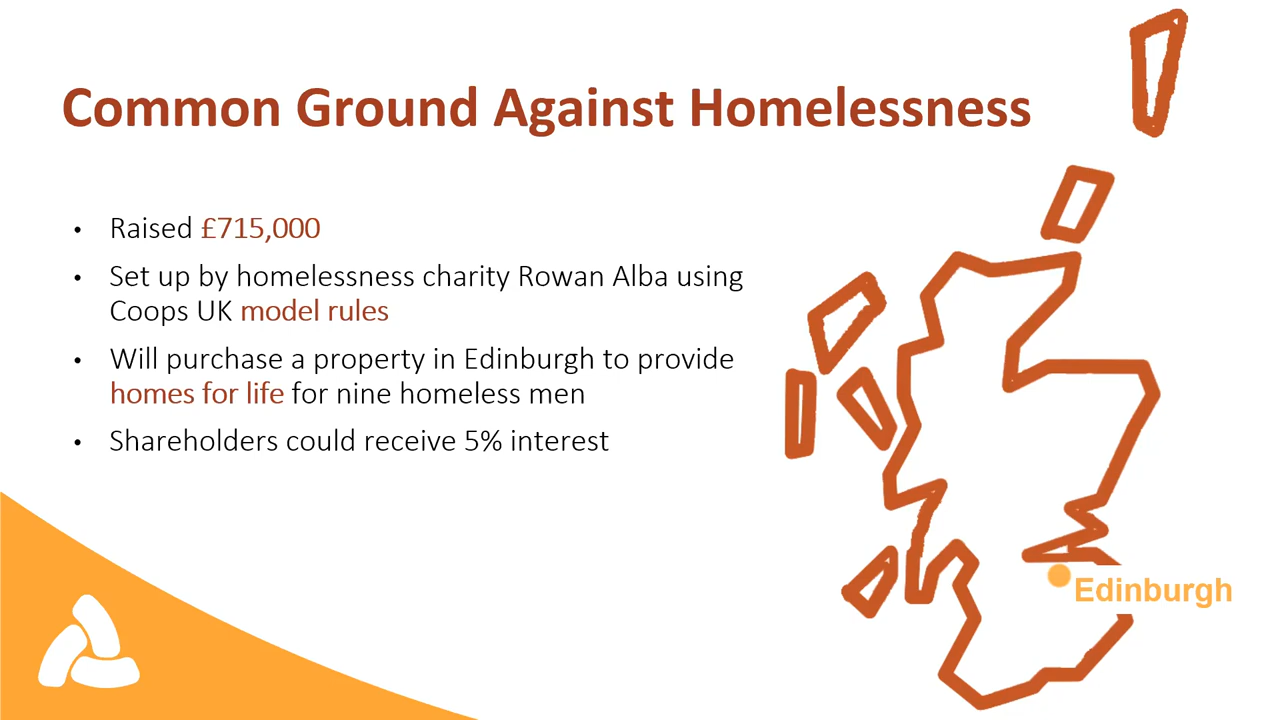 Common Ground Against Homelessness
• Raised £715,000
• Set up by homelessness charity Rowan Alba using
Coops UK model rules
• Will purchase a property in Edinburgh to provide
homes for life for nine homeless men
• Shareholders could receive 5% interest
Edinburgh